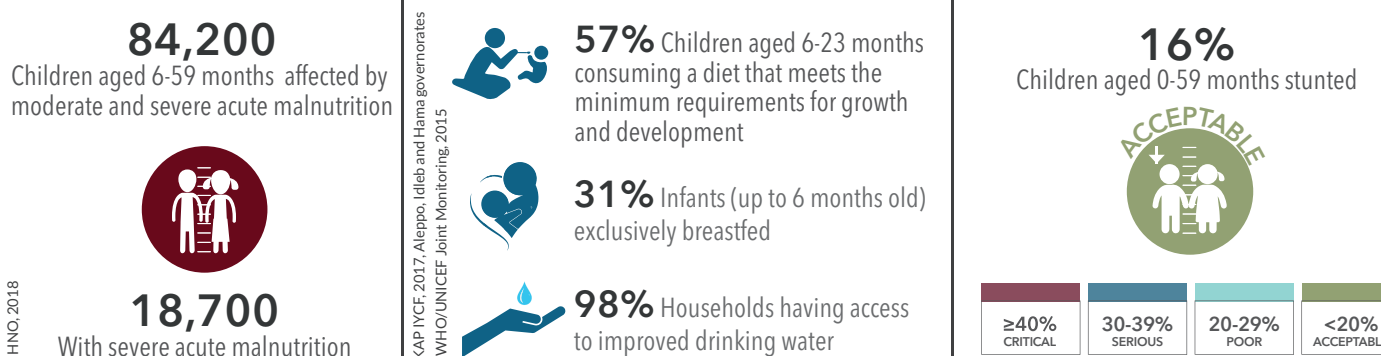 84,200
Children aged 6-59 months affected by
moderate and severe acute malnutrition
18,700
With severe acute malnutrition
HNO, 2018
KAP IYCF, 2017, Aleppo, Idleb and Hama governorates
WHO/UNICEF Joint Monitoring, 2015
57% Children aged 6-23 months
consuming a diet that meets the
minimum requirements for growth
and development
31% Infants (up to 6 months old)
exclusively breastfed
98% Households having access
to improved drinking water
16%
Children aged 0-59 months stunted
ACCEPTABLE
≥40%
CRITICAL
30-39%
SERIOUS
20-29%
POOR
<20%
ACCEPTABL